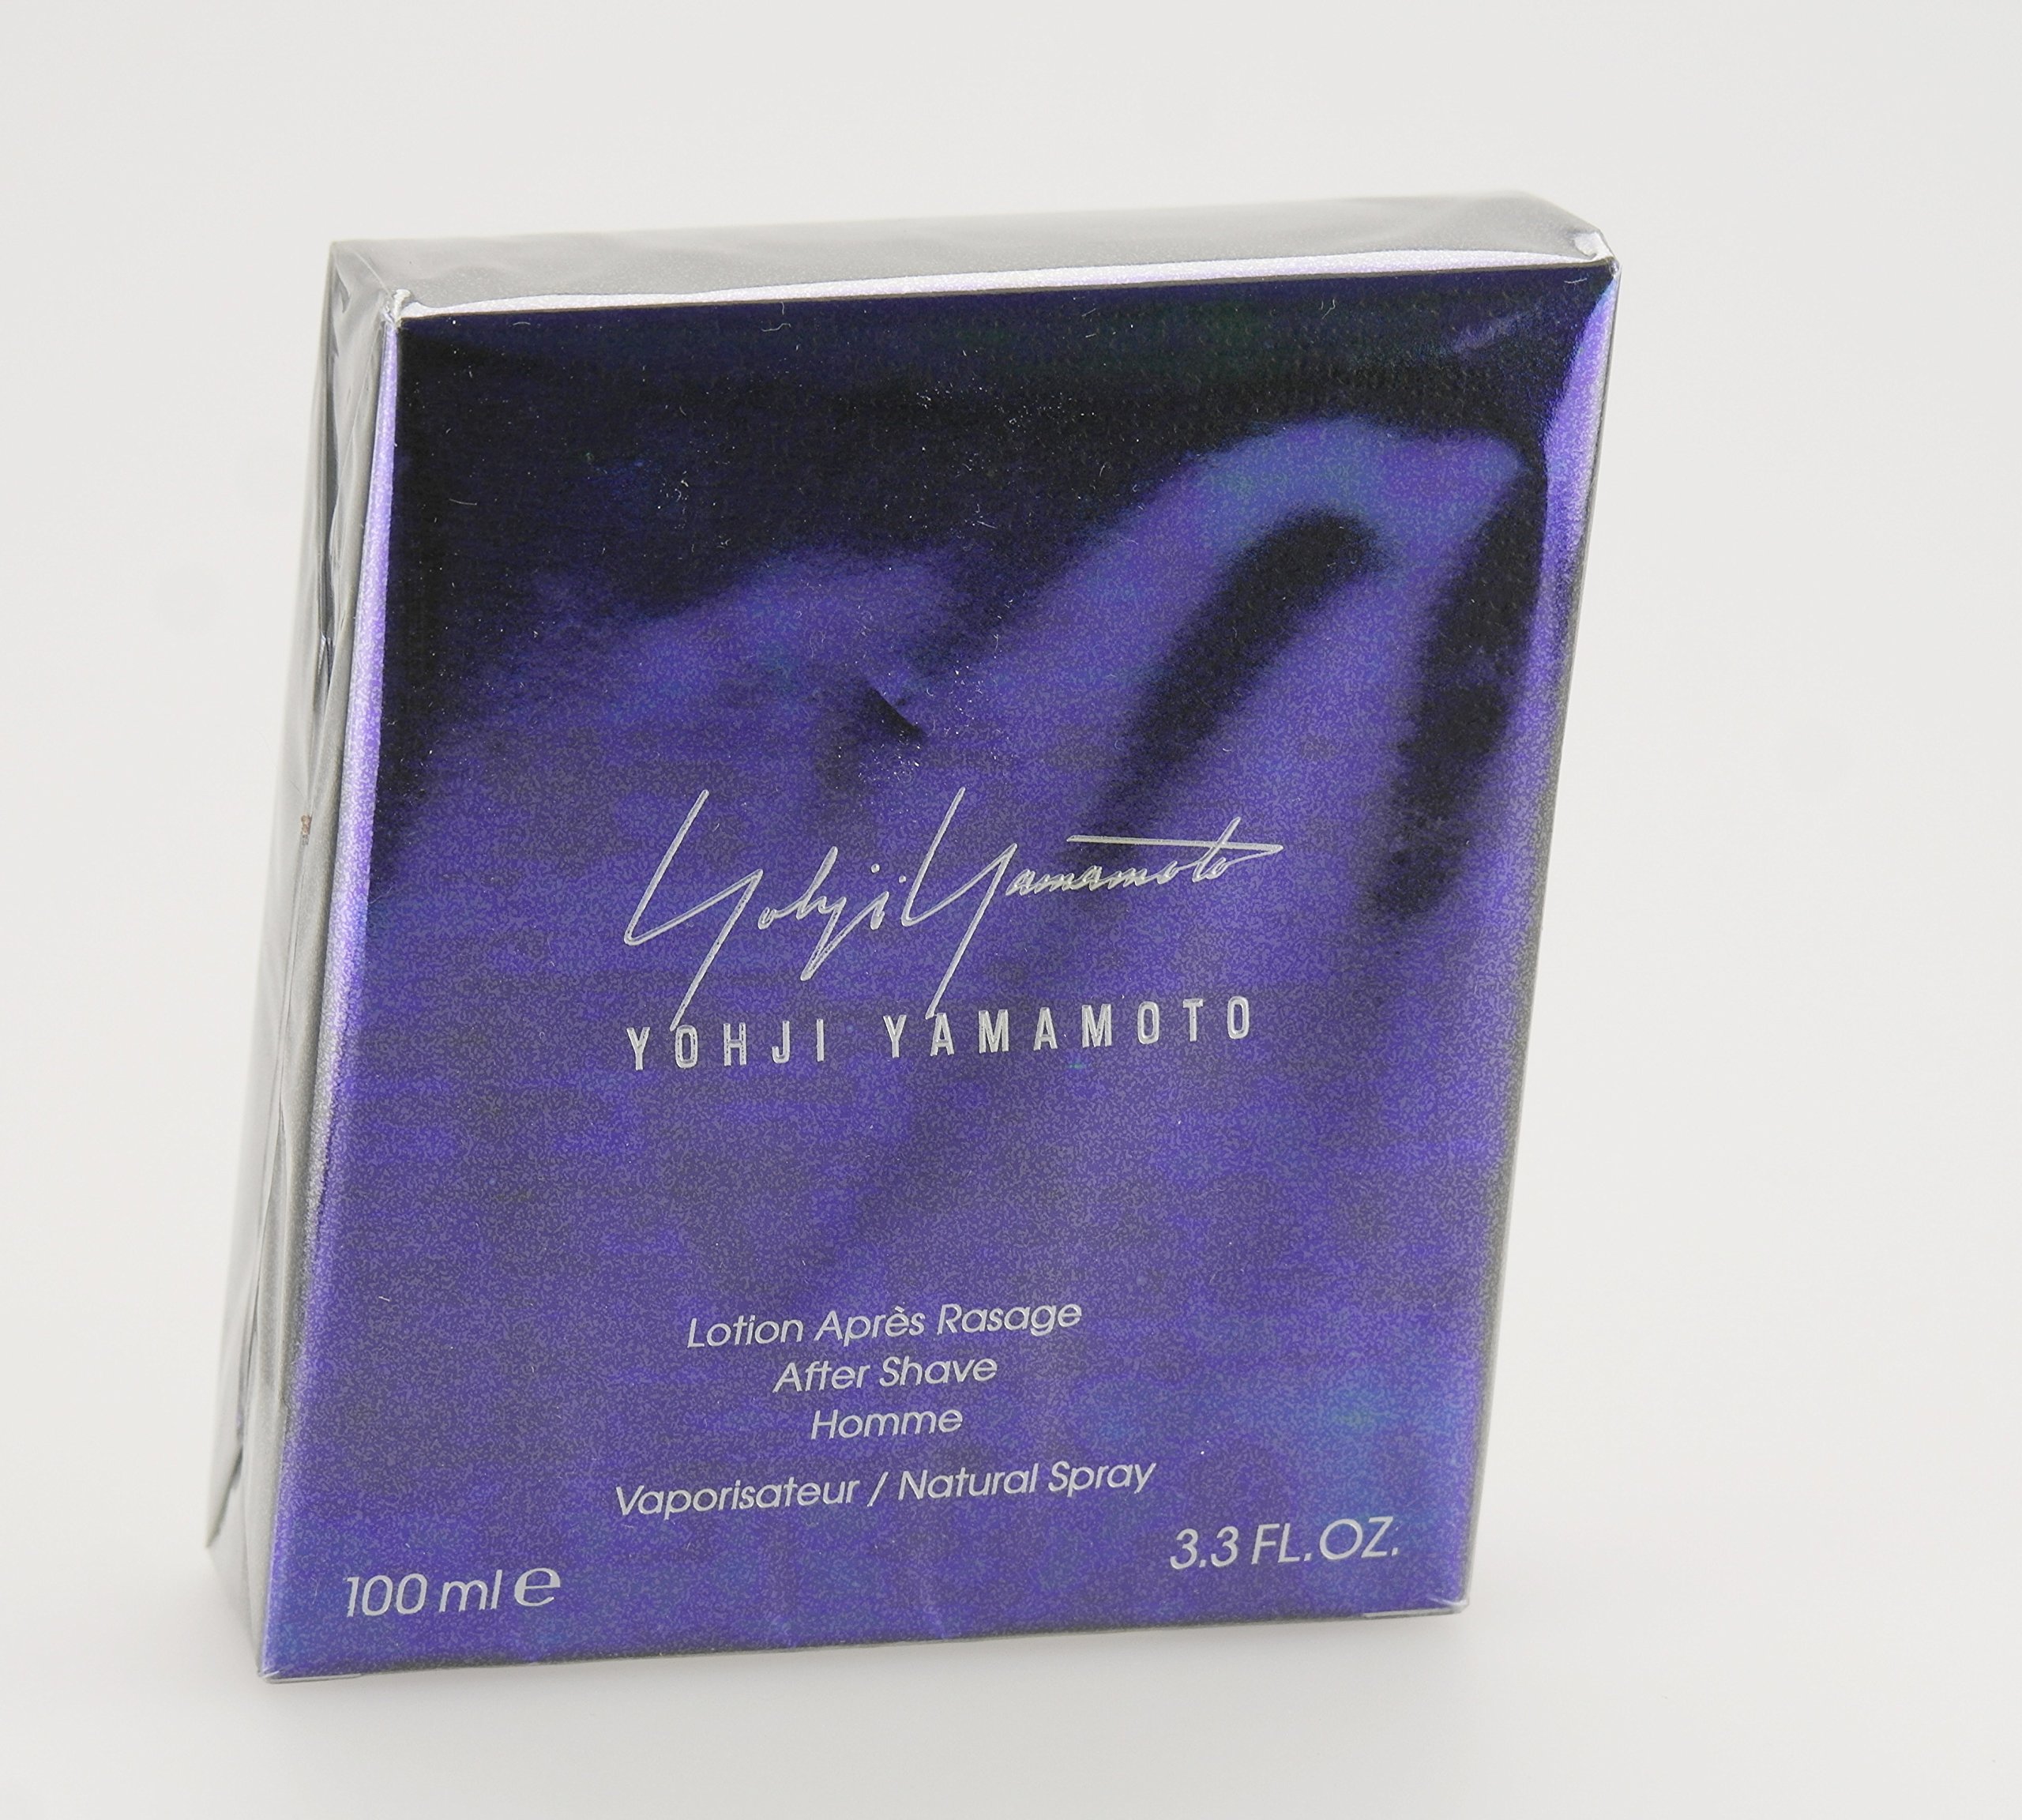 Yohji Yamamoto
YOHJI YAMAMOTO
Lotion Après Rasage
After Shave
Homme
Vaporisateur / Natural Spray
100 ml e
3.3 FL.OZ.